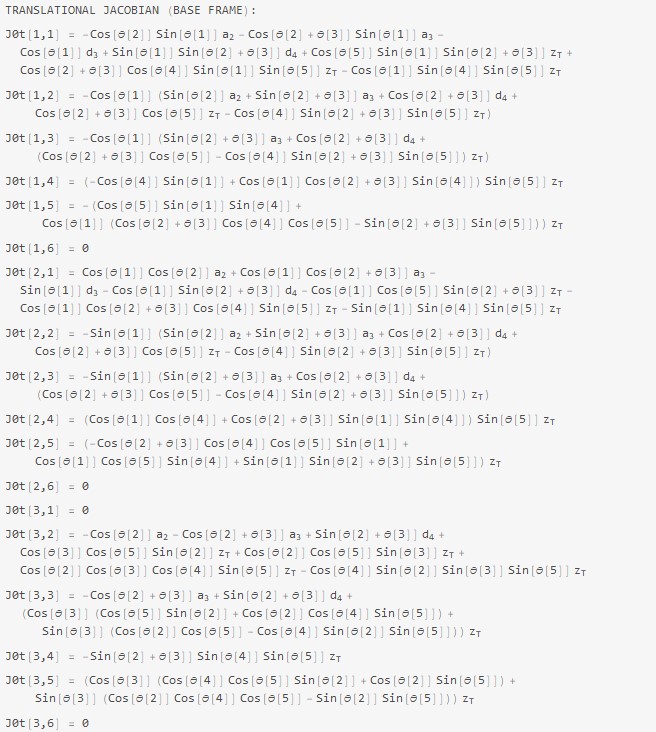 TRANSLATIONAL JACOBIAN (BASE FRAME):
J0t[1,1] = -Cos[θ[2]] Sin[θ[1]] a₂ - Cos[θ[2] + θ[3]] Sin[θ[1]] a₃ -
Cos[θ[1]] d₃ + Sin[θ[1]] Sin[θ[2] + θ[3]] d₄ + Cos[θ[5]] Sin[θ[1]] Sin[θ[2] + θ[3]] z_T +
Cos[θ[2] + θ[3]] Cos[θ[4]] Sin[θ[1]] Sin[θ[5]] z_T - Cos[θ[1]] Sin[θ[4]] Sin[θ[5]] z_T
J0t[1,2] = -Cos[θ[1]] (Sin[θ[2]] a₂ + Sin[θ[2] + θ[3]] a₃ + Cos[θ[2] + θ[3]] d₄ +
Cos[θ[2] + θ[3]] Cos[θ[5]] z_T - Cos[θ[4]] Sin[θ[2] + θ[3]] Sin[θ[5]] z_T)
J0t[1,3] = -Cos[θ[1]] (Sin[θ[2] + θ[3]] a₃ + Cos[θ[2] + θ[3]] d₄ +
(Cos[θ[2] + θ[3]] Cos[θ[5]] - Cos[θ[4]] Sin[θ[2] + θ[3]] Sin[θ[5]]) z_T)
J0t[1,4] = (-Cos[θ[4]] Sin[θ[1]] + Cos[θ[1]] Cos[θ[2] + θ[3]] Sin[θ[4]]) Sin[θ[5]] z_T
J0t[1,5] = -(Cos[θ[5]] Sin[θ[1]] Sin[θ[4]] +
Cos[θ[1]] (Cos[θ[2] + θ[3]] Cos[θ[4]] Cos[θ[5]] - Sin[θ[2] + θ[3]] Sin[θ[5]])) z_T
J0t[1,6] = 0
J0t[2,1] = Cos[θ[1]] Cos[θ[2]] a₂ + Cos[θ[1]] Cos[θ[2] + θ[3]] a₃ -
Sin[θ[1]] d₃ - Cos[θ[1]] Sin[θ[2] + θ[3]] d₄ - Cos[θ[1]] Cos[θ[5]] Sin[θ[2] + θ[3]] z_T -
Cos[θ[1]] Cos[θ[2] + θ[3]] Cos[θ[4]] Sin[θ[5]] z_T - Sin[θ[1]] Sin[θ[4]] Sin[θ[5]] z_T
J0t[2,2] = -Sin[θ[1]] (Sin[θ[2]] a₂ + Sin[θ[2] + θ[3]] a₃ + Cos[θ[2] + θ[3]] d₄ +
Cos[θ[2] + θ[3]] Cos[θ[5]] z_T - Cos[θ[4]] Sin[θ[2] + θ[3]] Sin[θ[5]] z_T)
J0t[2,3] = -Sin[θ[1]] (Sin[θ[2] + θ[3]] a₃ + Cos[θ[2] + θ[3]] d₄ +
(Cos[θ[2] + θ[3]] Cos[θ[5]] - Cos[θ[4]] Sin[θ[2] + θ[3]] Sin[θ[5]]) z_T)
J0t[2,4] = (Cos[θ[1]] Cos[θ[4]] + Cos[θ[2] + θ[3]] Sin[θ[1]] Sin[θ[4]]) Sin[θ[5]] z_T
J0t[2,5] = (-Cos[θ[2] + θ[3]] Cos[θ[4]] Cos[θ[5]] Sin[θ[1]] +
Cos[θ[1]] Cos[θ[5]] Sin[θ[4]] + Sin[θ[1]] Sin[θ[2] + θ[3]] Sin[θ[5]]) z_T
J0t[2,6] = 0
J0t[3,1] = 0
J0t[3,2] = -Cos[θ[2]] a₂ - Cos[θ[2] + θ[3]] a₃ + Sin[θ[2] + θ[3]] d₄ +
Cos[θ[3]] Cos[θ[5]] Sin[θ[2]] z_T + Cos[θ[2]] Cos[θ[5]] Sin[θ[3]] z_T +
Cos[θ[2]] Cos[θ[3]] Cos[θ[4]] Sin[θ[5]] z_T - Cos[θ[4]] Sin[θ[2]] Sin[θ[3]] Sin[θ[5]] z_T
J0t[3,3] = -Cos[θ[2] + θ[3]] a₃ + Sin[θ[2] + θ[3]] d₄ +
(Cos[θ[3]] (Cos[θ[5]] Sin[θ[2]] + Cos[θ[2]] Cos[θ[4]] Sin[θ[5]]) +
Sin[θ[3]] (Cos[θ[2]] Cos[θ[5]] - Cos[θ[4]] Sin[θ[2]] Sin[θ[5]])) z_T
J0t[3,4] = -Sin[θ[2] + θ[3]] Sin[θ[4]] Sin[θ[5]] z_T
J0t[3,5] = (Cos[θ[3]] (Cos[θ[4]] Cos[θ[5]] Sin[θ[2]] + Cos[θ[2]] Sin[θ[5]]) +
Sin[θ[3]] (Cos[θ[2]] Cos[θ[4]] Cos[θ[5]] - Sin[θ[2]] Sin[θ[5]])) z_T
J0t[3,6] = 0